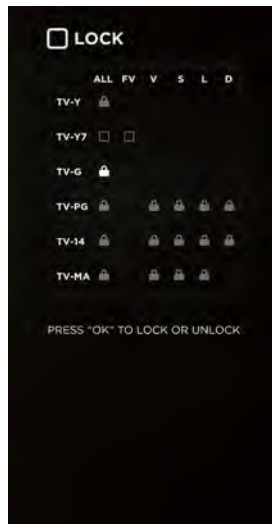 LOCK
ALL FV V S L D
TV-Y
TV-Y7
TV-G
TV-PG
TV-14
TV-MA
PRESS "OK" TO LOCK OR UNLOCK